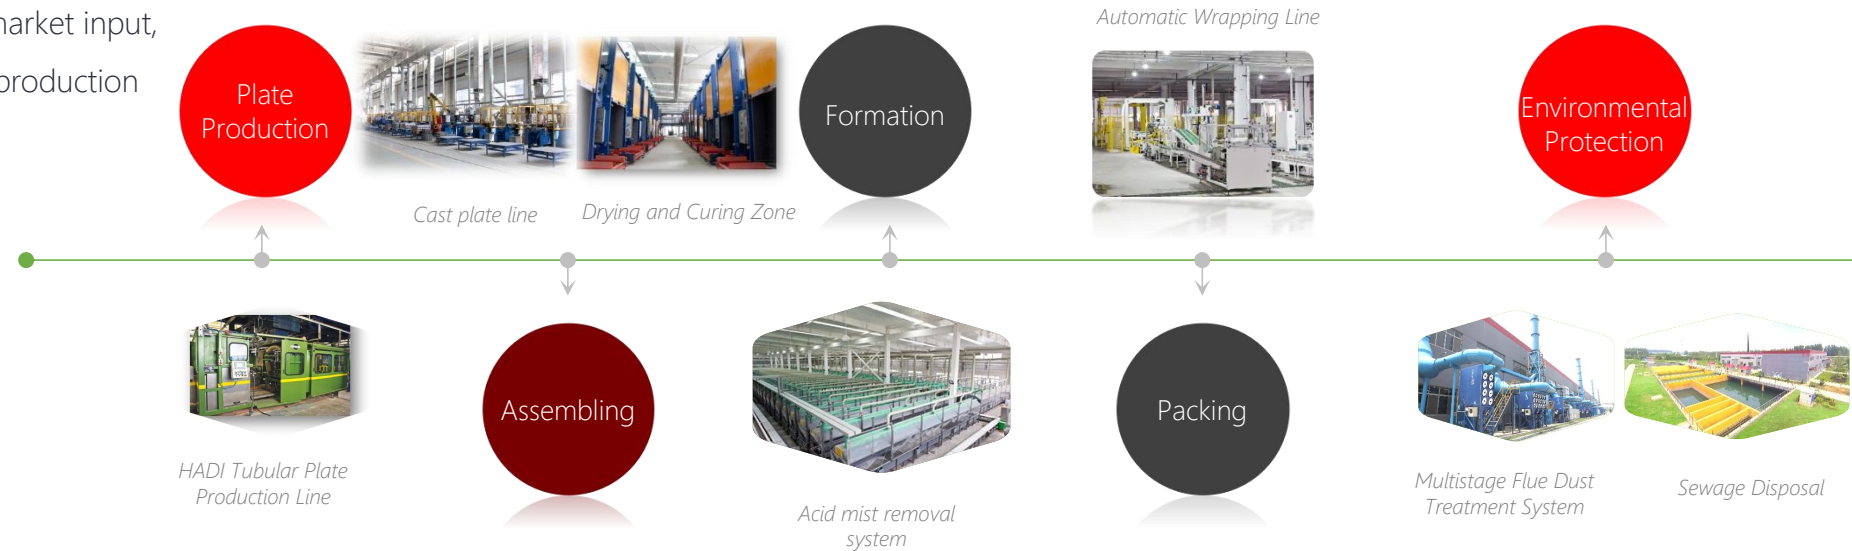 market input,
production
Plate
Production
Cast plate line
Drying and Curing Zone
Formation
Automatic Wrapping Line
Environmental
Protection
HADI Tubular Plate
Production Line
Assembling
Acid mist removal
system
Packing
Multistage Flue Dust
Treatment System
Sewage Disposal